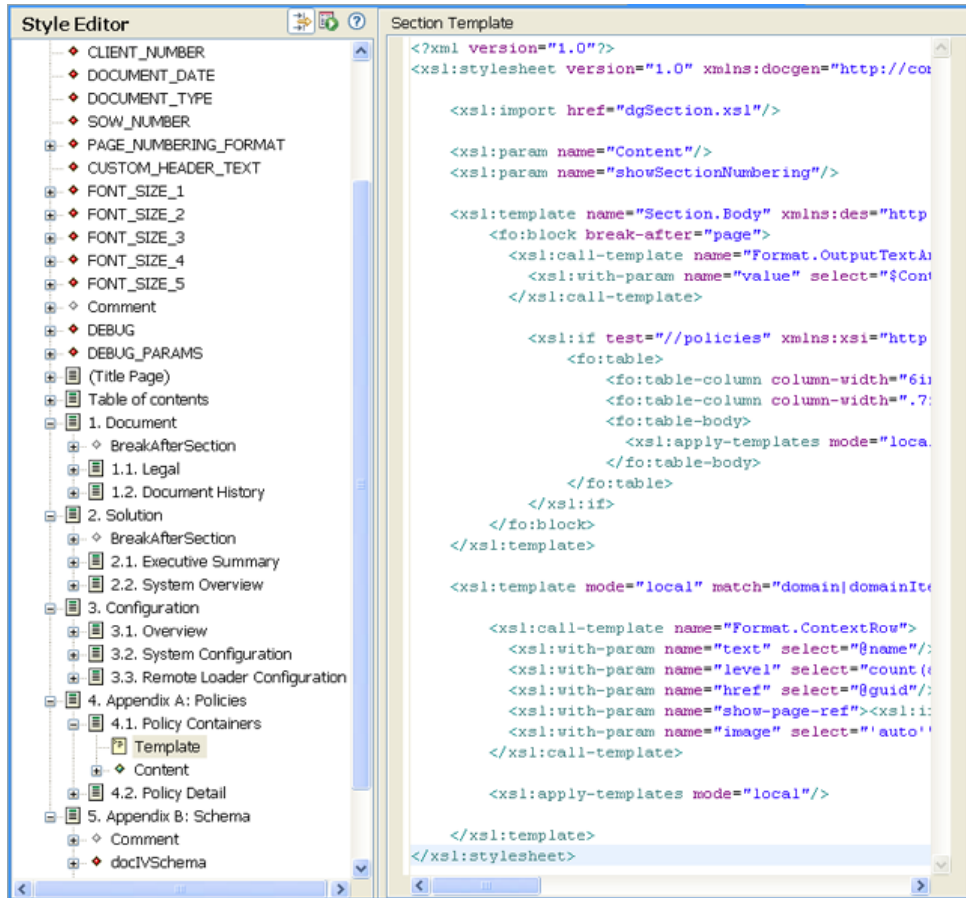 Style Editor
CLIENT_NUMBER
DOCUMENT_DATE
DOCUMENT_TYPE
SOW_NUMBER
PAGE_NUMBERING_FORMAT
CUSTOM_HEADER_TEXT
FONT_SIZE_1
FONT_SIZE_2
FONT_SIZE_3
FONT_SIZE_4
FONT_SIZE_5
Comment
DEBUG
DEBUG_PARAMS
(Title Page)
Table of contents
1. Document
BreakAfterSection
1.1. Legal
1.2. Document History
2. Solution
BreakAfterSection
2.1. Executive Summary
2.2. System Overview
3. Configuration
3.1. Overview
3.2. System Configuration
3.3. Remote Loader Configuration
4. Appendix A: Policies
4.1. Policy Containers
Template
Content
4.2. Policy Detail
5. Appendix B: Schema
Comment
docIVSchema
Section Template
<?xml version="1.0"?>
<xsl:stylesheet version="1.0" xmlns:docgen="http://con
<xsl:import href="dgSection.xsl"/>
<xsl:param name="Content"/>
<xsl:param name="showSectionNumbering"/>
<xsl:template name="Section.Body" xmlns:des="http
<fo:block break-after="page">
<xsl:call-template name="Format.OutputTextAr
<xsl:with-param name="value" select="$Cont
</xsl:call-template>
<xsl:if test="//policies" xmlns:xsi="http
<fo:table>
<fo:table-column column-width="6in
<fo:table-column column-width=".7i
<fo:table-body>
<xsl:apply-templates mode="loca
</fo:table-body>
</fo:table>
</xsl:if>
</fo:block>
</xsl:template>
<xsl:template mode="local" match="domain|domainIte
<xsl:call-template name="Format.ContextRow">
<xsl:with-param name="text" select="@name"/>
<xsl:with-param name="level" select="count(a
<xsl:with-param name="href" select="@guid"/>
<xsl:with-param name="show-page-ref"><xsl:if
<xsl:with-param name="image" select="'auto'"
</xsl:call-template>
<xsl:apply-templates mode="local"/>
</xsl:template>
</xsl:stylesheet>